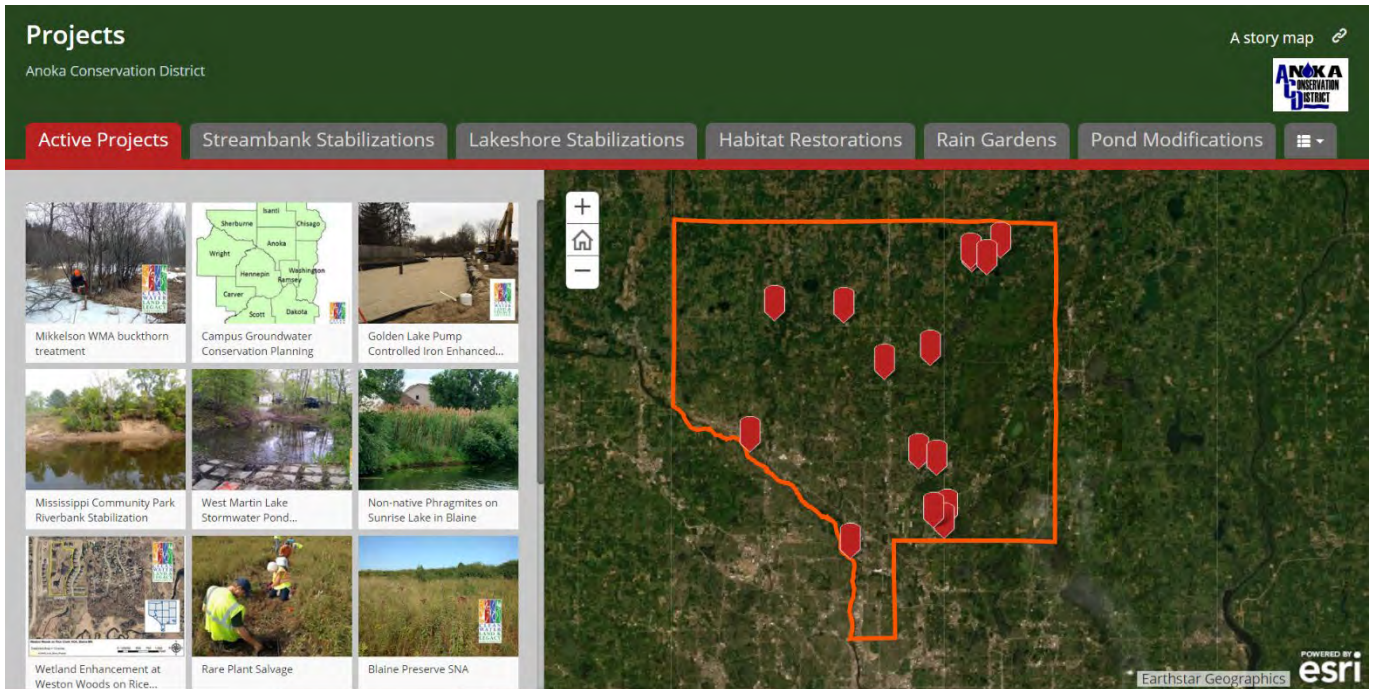 Projects
A story map
Anoka Conservation District
ANOKA
CONSERVATION
DISTRICT
Active Projects
Streambank Stabilizations
Lakeshore Stabilizations
Habitat Restorations
Rain Gardens
Pond Modifications
+
−
Isanti
Sherburne
Chisago
Anoka
Wright
Hennepin
Washington
Ramsey
Carver
Scott
Dakota
Mikkelson WMA buckthorn
treatment
Campus Groundwater
Conservation Planning
Golden Lake Pump
Controlled Iron Enhanced...
Mississippi Community Park
Riverbank Stabilization
West Martin Lake
Stormwater Pond...
Non-native Phragmites on
Sunrise Lake in Blaine
Wetland Enhancement at
Weston Woods on Rice...
Rare Plant Salvage
Blaine Preserve SNA
CLEAN
WATER
LAND &
LEGACY
Earthstar Geographics
POWERED BY
esri